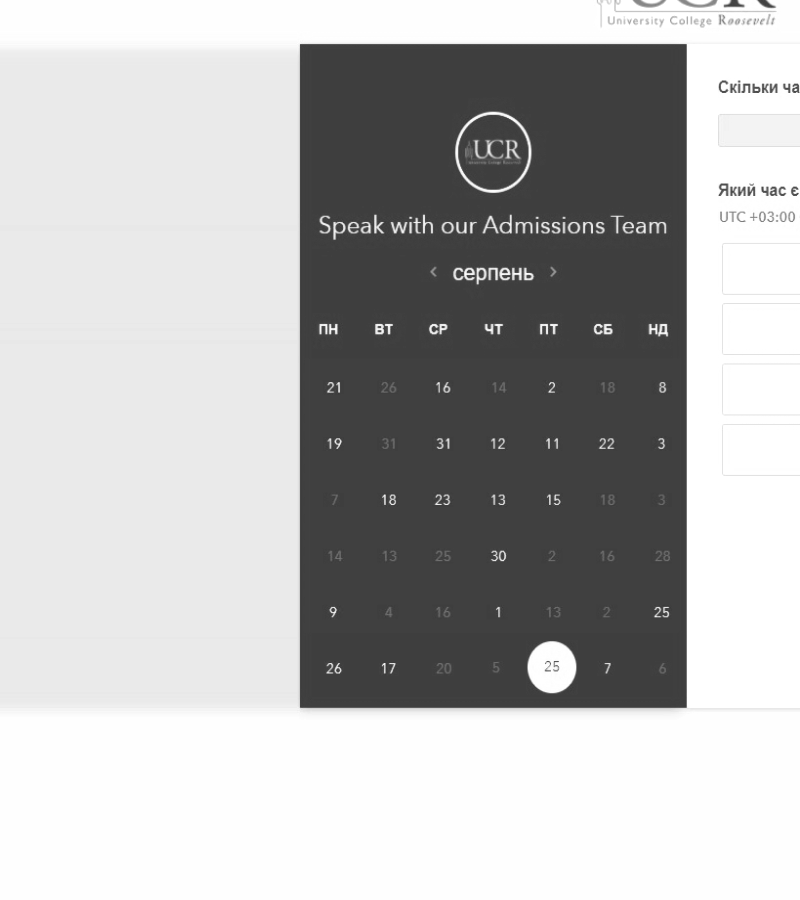 UCR
University College Roosevelt
Скільки ча
UCR
Speak with our Admissions Team
Який час є
UTC +03:00
‹ серпень ›
ПН ВТ СР ЧТ ПТ СБ НД
21 26 16 14 2 18 8
19 31 31 12 11 22 3
7 18 23 13 15 18 3
14 13 25 30 2 16 28
9 4 16 1 13 2 25
26 17 20 5 25 7 6